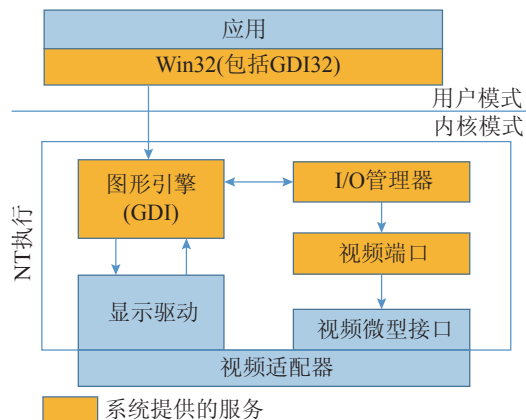 应用
Win32(包括GDI32)
用户模式
内核模式
NT执行
图形引擎
(GDI)
I/O管理器
视频端口
显示驱动
视频微型接口
视频适配器
系统提供的服务